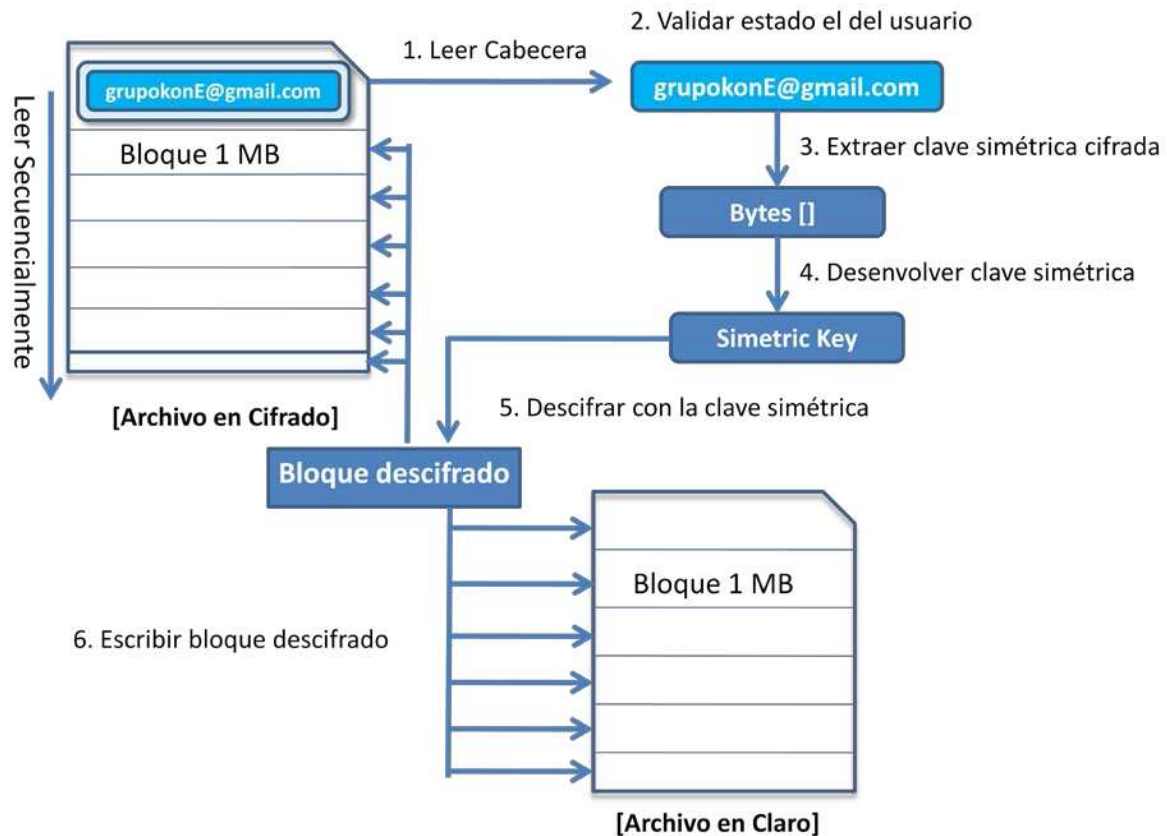 2. Validar estado el del usuario
1. Leer Cabecera
grupokonE@gmail.com
grupokonE@gmail.com
Leer Secuencialmente
Bloque 1 MB
3. Extraer clave simétrica cifrada
Bytes []
4. Desenvolver clave simétrica
Simetric Key
[Archivo en Cifrado]
5. Descifrar con la clave simétrica
Bloque descifrado
Bloque 1 MB
6. Escribir bloque descifrado
[Archivo en Claro]